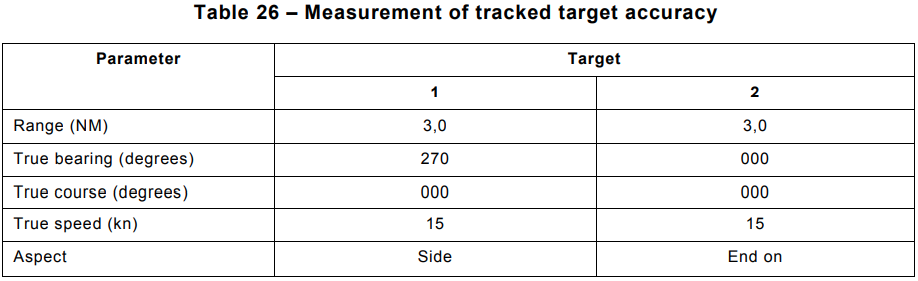 Table 26 – Measurement of tracked target accuracy
Parameter Target
1 2
Range (NM) 3,0 3,0
True bearing (degrees) 270 000
True course (degrees) 000 000
True speed (kn) 15 15
Aspect Side End on